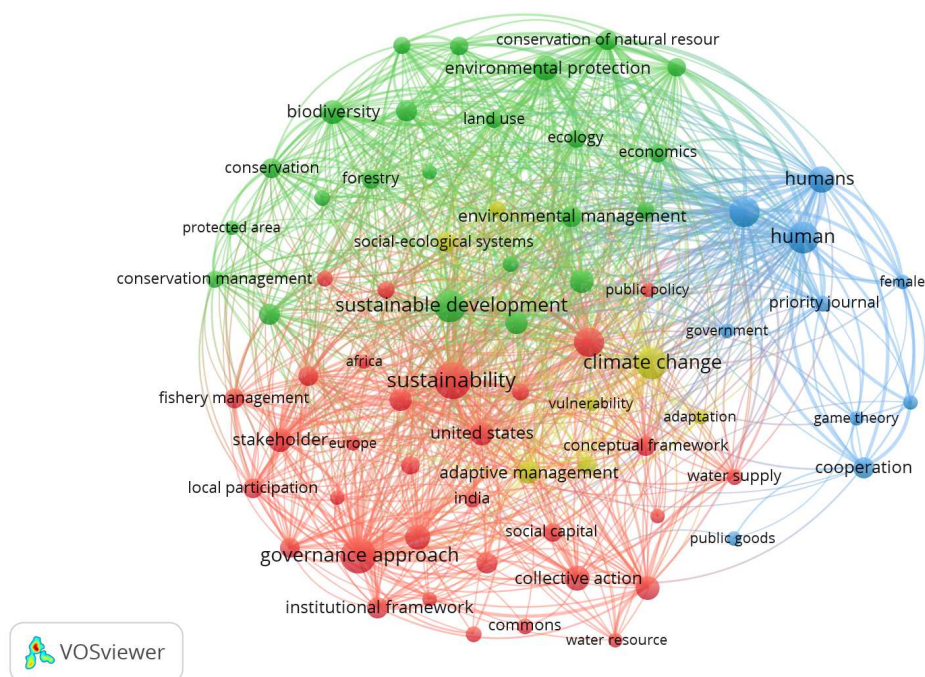 conservation of natural resour
environmental protection
biodiversity
land use
ecology
economics
conservation
forestry
humans
protected area
environmental management
human
social-ecological systems
conservation management
female
public policy
priority journal
sustainable development
government
africa
climate change
sustainability
fishery management
vulnerability
adaptation
game theory
stakeholder
europe
united states
conceptual framework
cooperation
adaptive management
water supply
local participation
india
social capital
public goods
governance approach
collective action
institutional framework
commons
water resource
VOSviewer